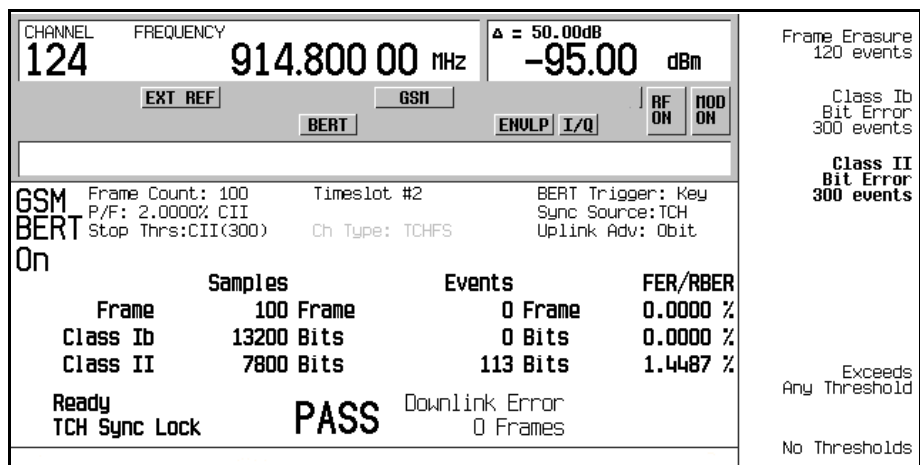 CHANNEL FREQUENCY Δ = 50.00dB
124 914.800 00 MHz -95.00 dBm
EXT REF GSM RF ON MOD ON
BERT ENVLP I/Q
GSM BERT On
Frame Count: 100 Timeslot #2 BERT Trigger: Key
P/F: 2.0000% CII Sync Source:TCH
Stop Thrs:CII(300) Ch Type: TCHFS Uplink Adv: 0bit
Samples Events FER/RBER
Frame 100 Frame 0 Frame 0.0000 %
Class Ib 13200 Bits 0 Bits 0.0000 %
Class II 7800 Bits 113 Bits 1.4487 %
Ready PASS Downlink Error
TCH Sync Lock 0 Frames
Frame Erasure
120 events
Class Ib
Bit Error
300 events
Class II
Bit Error
300 events
Exceeds
Any Threshold
No Thresholds